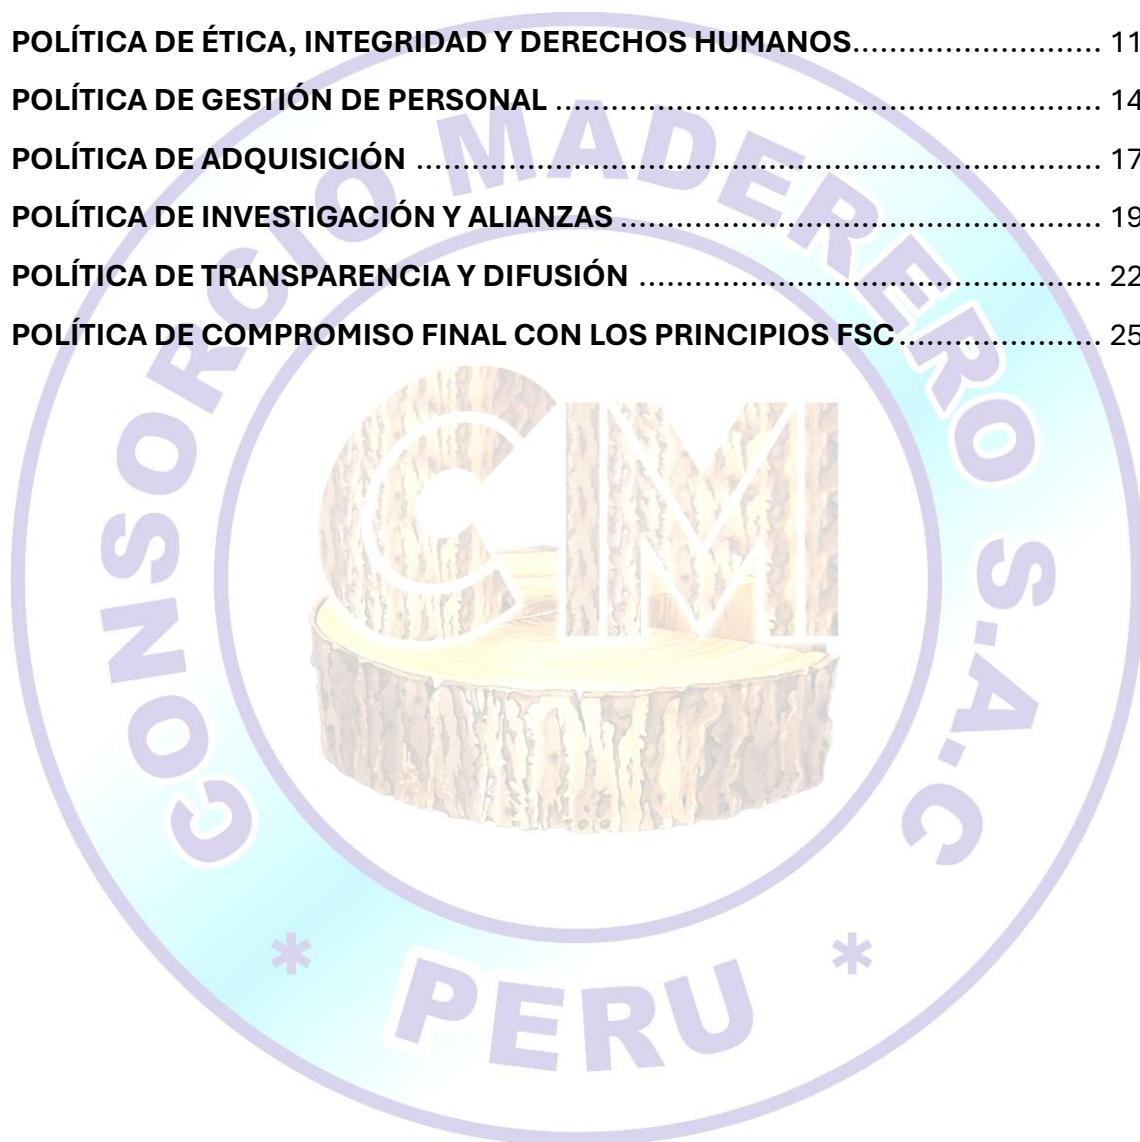 POLÍTICA DE ÉTICA, INTEGRIDAD Y DERECHOS HUMANOS........................... 11
POLÍTICA DE GESTIÓN DE PERSONAL ........................................................... 14
POLÍTICA DE ADQUISICIÓN .......................................................................... 17
POLÍTICA DE INVESTIGACIÓN Y ALIANZAS .................................................... 19
POLÍTICA DE TRANSPARENCIA Y DIFUSIÓN .................................................. 22
POLÍTICA DE COMPROMISO FINAL CON LOS PRINCIPIOS FSC...................... 25
CONSORCIO MADERERO S.A.C
CIM
* PERU *